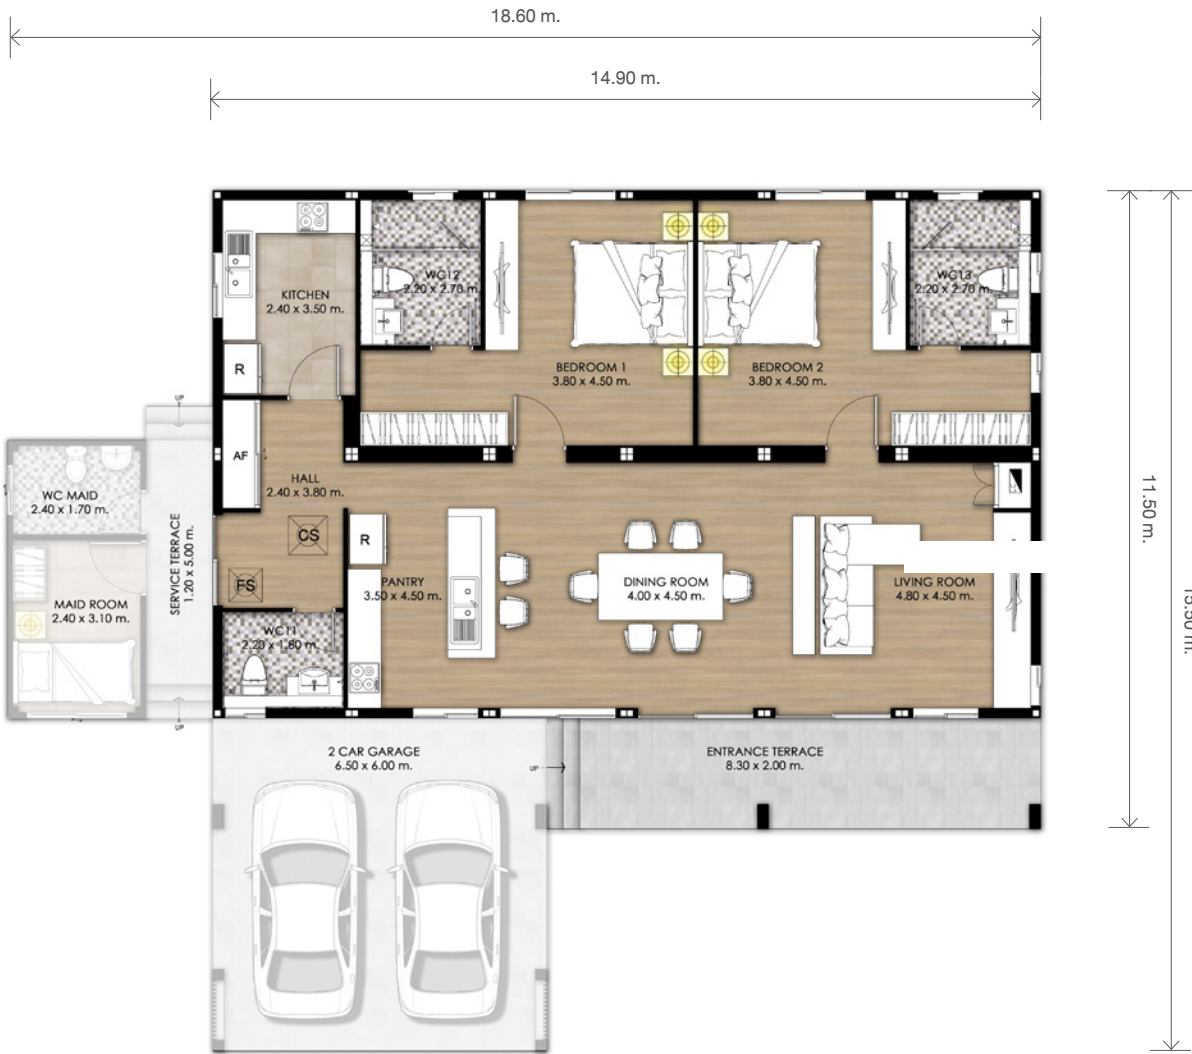 18.60 m.
14.90 m.
KITCHEN
2.40 x 3.50 m.
R
WC12
2.20 x 2.70 m.
WC13
2.20 x 2.70 m.
BEDROOM 1
3.80 x 4.50 m.
BEDROOM 2
3.80 x 4.50 m.
UP
AF
HALL
2.40 x 3.80 m.
WC MAID
2.40 x 1.70 m.
SERVICE TERRACE
1.20 x 5.00 m.
11.50 m.
CS
R
FS
PANTRY
3.50 x 4.50 m.
DINING ROOM
4.00 x 4.50 m.
LIVING ROOM
4.80 x 4.50 m.
MAID ROOM
2.40 x 3.10 m.
WC11
2.20 x 1.80 m.
UP
2 CAR GARAGE
6.50 x 6.00 m.
UP
ENTRANCE TERRACE
8.30 x 2.00 m.